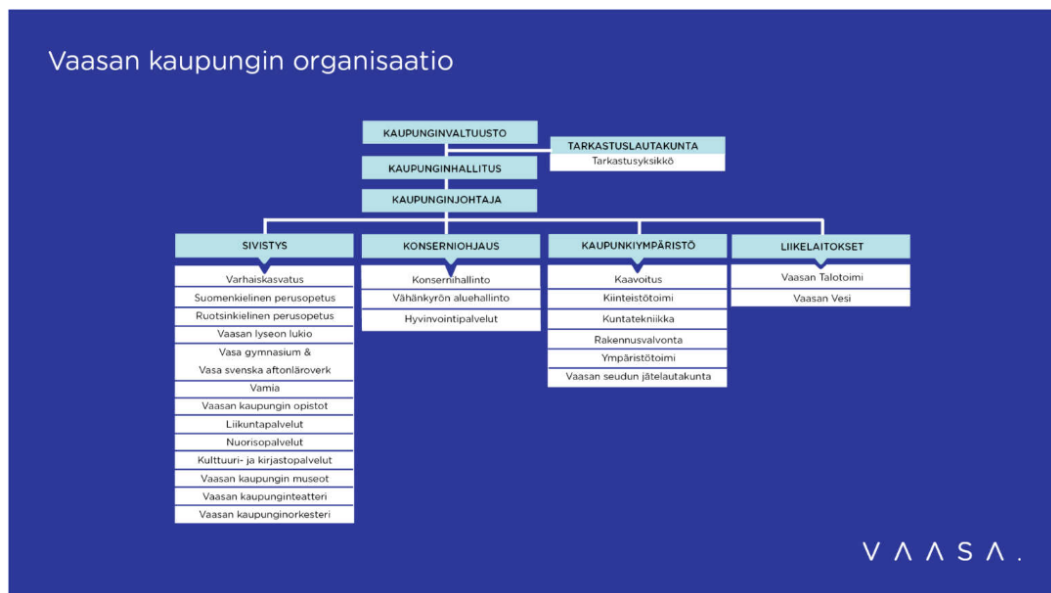 Vaasan kaupungin organisaatio
KAUPUNGINVALTUUSTO
TARKASTUSLAUTAKUNTA
Tarkastusyksikkö
KAUPUNGINHALLITUS
KAUPUNGINJOHTAJA
SIVISTYS
Varhaiskasvatus
Suomenkielinen perusopetus
Ruotsinkielinen perusopetus
Vaasan lyseon lukio
Vasa gymnasium &
Vasa svenska aftonläroverk
Vamia
Vaasan kaupungin opistot
Liikuntapalvelut
Nuorisopalvelut
Kulttuuri- ja kirjastopalvelut
Vaasan kaupungin museot
Vaasan kaupunginteatteri
Vaasan kaupunginorkesteri
KONSERNIOHJAUS
Konsernihallinto
Vähänkyrön aluehallinto
Hyvinvointipalvelut
KAUPUNKIYMPÄRISTÖ
Kaavoitus
Kiinteistötoimi
Kuntatekniikka
Rakennusvalvonta
Ympäristötoimi
Vaasan seudun jätelautakunta
LIIKELAITOKSET
Vaasan Talotoimi
Vaasan Vesi
VAASA.